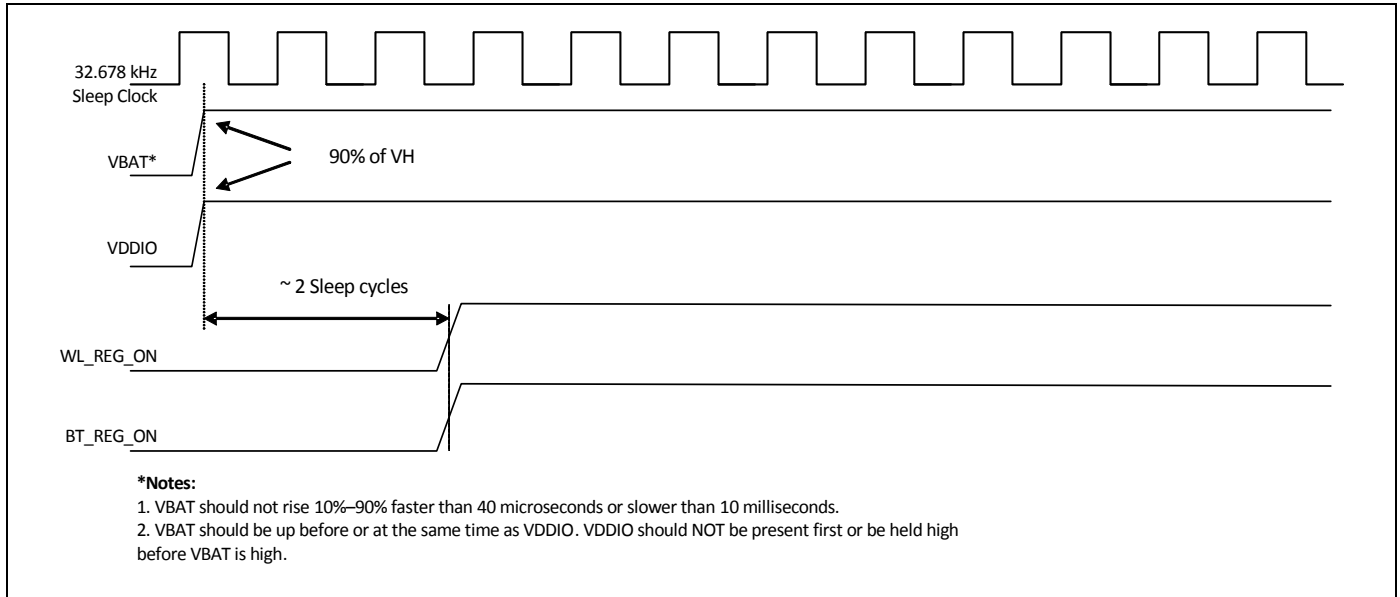 32.678 kHz
Sleep Clock
VBAT*
90% of VH
VDDIO
~ 2 Sleep cycles
WL_REG_ON
BT_REG_ON
*Notes:
1. VBAT should not rise 10%–90% faster than 40 microseconds or slower than 10 milliseconds.
2. VBAT should be up before or at the same time as VDDIO. VDDIO should NOT be present first or be held high
before VBAT is high.